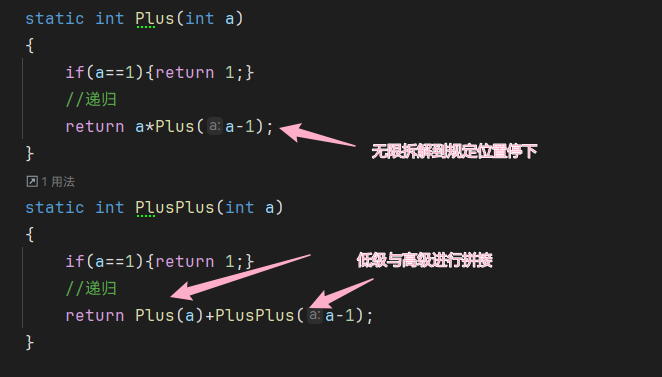 static int Plus(int a)
{
if(a==1){return 1;}
//递归
return a*Plus( a: a-1);
无限拆解到规定位置停下
}
1 用法
static int PlusPlus(int a)
{
if(a==1){return 1;}
低级与高级进行拼接
//递归
return Plus(a)+PlusPlus( a: a-1);
}